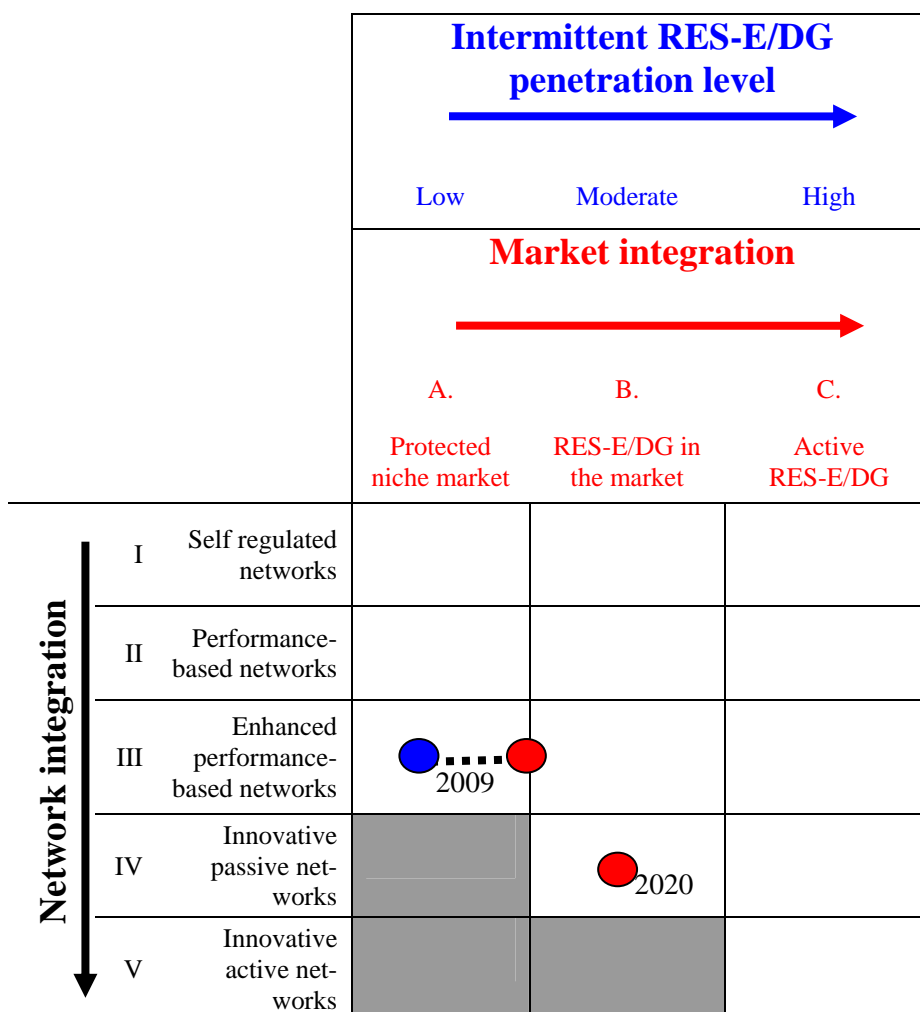 Intermittent RES-E/DG
penetration level
Low Moderate High
Market integration
A. B. C.
Protected RES-E/DG in Active
niche market the market RES-E/DG
Network integration
I Self regulated
networks
II Performance-
based networks
Enhanced
III performance-
based networks
2009
Innovative
IV passive net-
works
2020
Innovative
V active net-
works